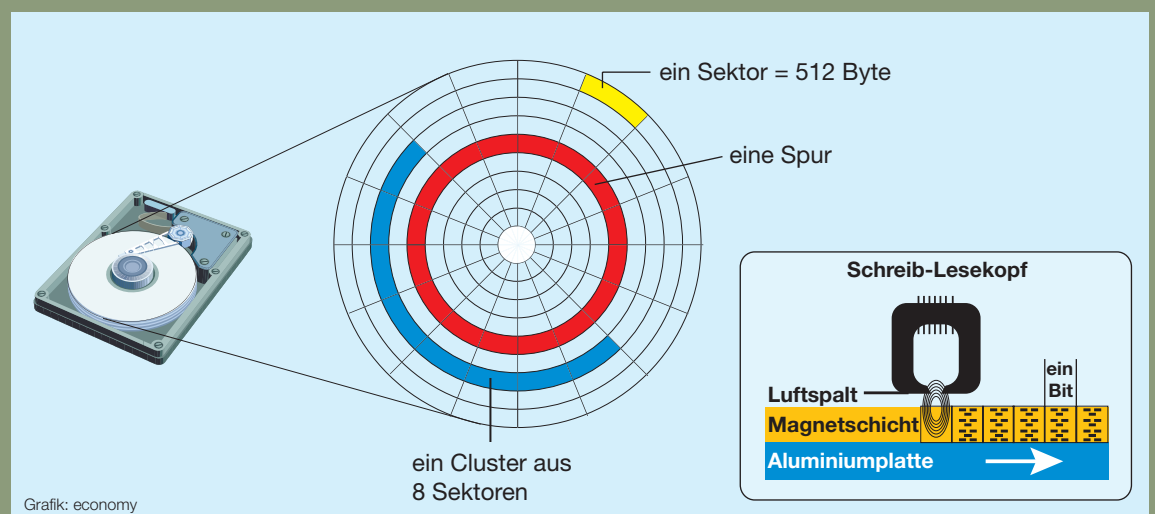 ein Sektor = 512 Byte
eine Spur
ein Cluster aus
8 Sektoren
Schreib-Lesekopf
ein
Bit
Luftspalt
Magnetschicht
Aluminiumplatte
Grafik: economy